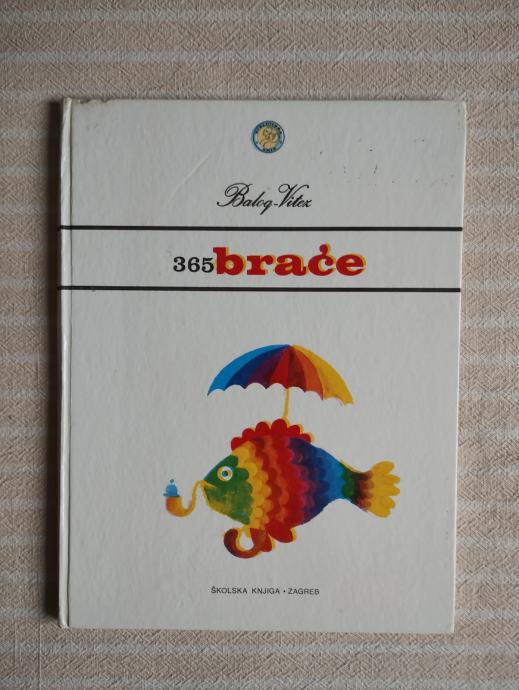 Balog-Vitez
365 braće
ŠKOLSKA KNJIGA • ZAGREB